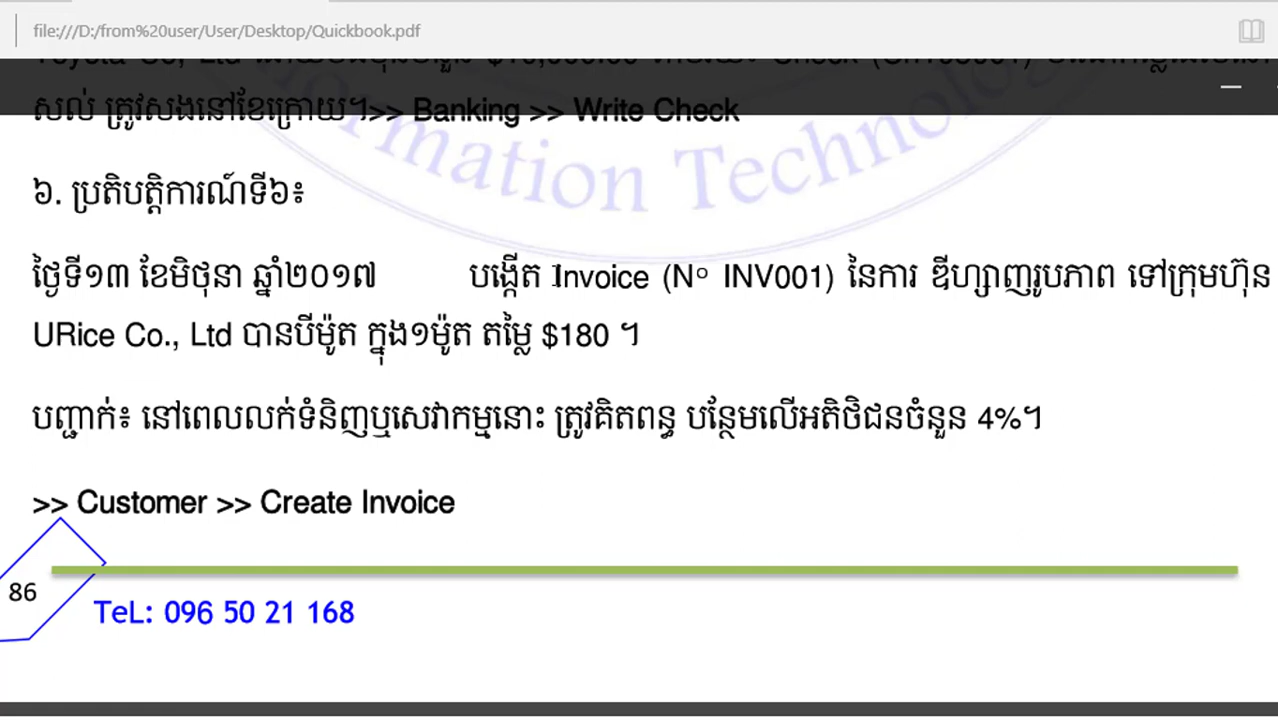 file:///D:/from%20user/User/Desktop/Quickbook.pdf
សល់ ត្រូវសងនៅខែក្រោយ។>> Banking >> Write Check
ormation Technolog
៦. ប្រតិបត្តិការណ៍ទី៦៖
ថ្ងៃទី១៣ ខែមិថុនា ឆ្នាំ២០១៧ បង្កើត Invoice (Nº INV001) នៃការ ឌីហ្សាញរូបភាព ទៅក្រុមហ៊ុន
URice Co., Ltd បានបីម៉ូត ក្នុង១ម៉ូត តម្លៃ $180 ។
បញ្ជាក់៖ នៅពេលលក់ទំនិញឬសេវាកម្មនោះ ត្រូវគិតពន្ធ បន្ថែមលើអតិថិជនចំនួន 4%។
>> Customer >> Create Invoice
86
TeL: 096 50 21 168